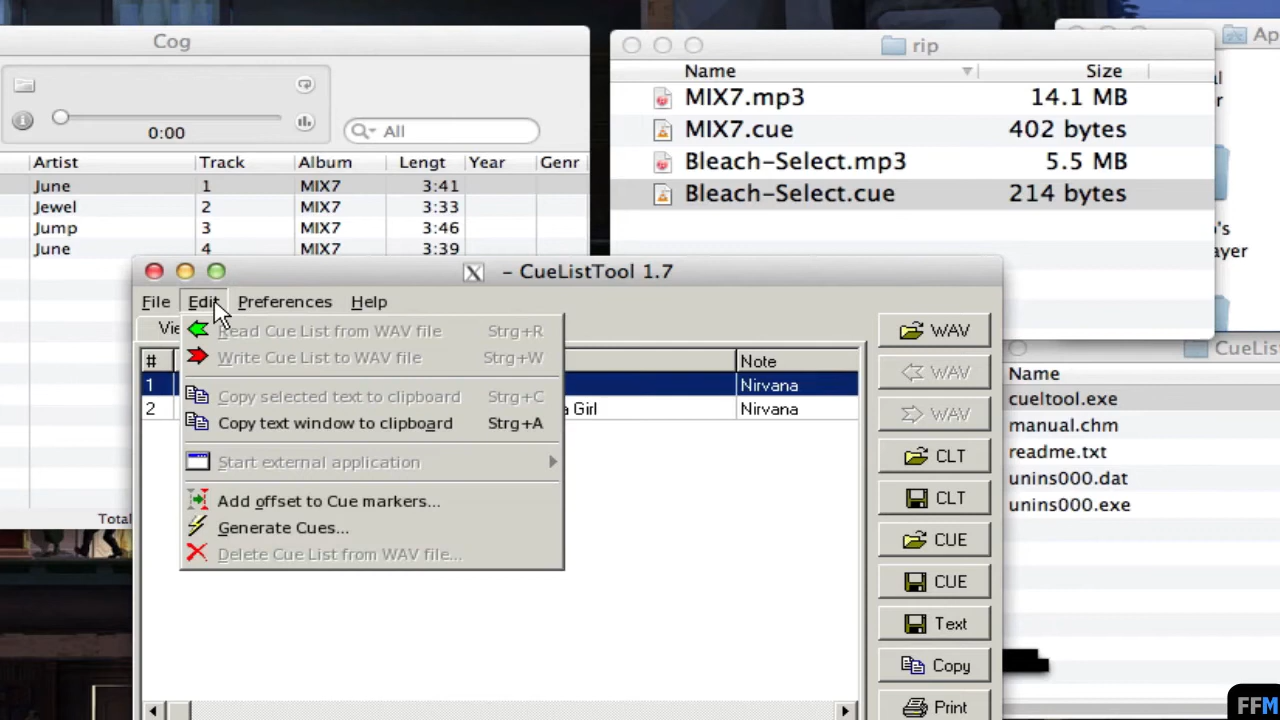 Cog
0:00
All
Artist Track Album Lengt Year Genr
June 1 MIX7 3:41
Jewel 2 MIX7 3:33
Jump 3 MIX7 3:46
June 4 MIX7 3:39
Total
rip
Name Size
MIX7.mp3 14.1 MB
MIX7.cue 402 bytes
Bleach-Select.mp3 5.5 MB
Bleach-Select.cue 214 bytes
Ap
's
ayer
- CueListTool 1.7
File Edit Preferences Help
Vie
# Note
1 Nirvana
2 a Girl Nirvana
Read Cue List from WAV file Strg+R
Write Cue List to WAV file Strg+W
Copy selected text to clipboard Strg+C
Copy text window to clipboard Strg+A
Start external application
Add offset to Cue markers...
Generate Cues...
Delete Cue List from WAV file...
WAV
WAV
WAV
CLT
CLT
CUE
CUE
Text
Copy
Print
CueList
Name
cueltool.exe
manual.chm
readme.txt
unins000.dat
unins000.exe
FFM